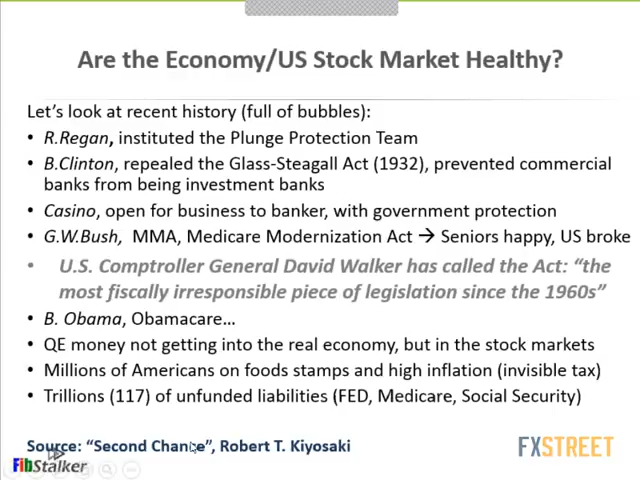 Are the Economy/US Stock Market Healthy?
Let's look at recent history (full of bubbles):
• R.Regan, instituted the Plunge Protection Team
• B.Clinton, repealed the Glass-Steagall Act (1932), prevented commercial
banks from being investment banks
• Casino, open for business to banker, with government protection
• G.W.Bush, MMA, Medicare Modernization Act → Seniors happy, US broke
• U.S. Comptroller General David Walker has called the Act: “the
most fiscally irresponsible piece of legislation since the 1960s”
• B. Obama, Obamacare…
• QE money not getting into the real economy, but in the stock markets
• Millions of Americans on foods stamps and high inflation (invisible tax)
• Trillions (117) of unfunded liabilities (FED, Medicare, Social Security)
Source: “Second Chance”, Robert T. Kiyosaki
FXSTREET
FibStalker